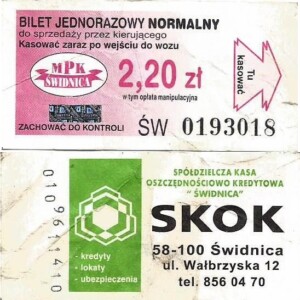 BILET JEDNORAZOWY NORMALNY
do sprzedaży przez kierującego
Kasować zaraz po wejściu do wozu
MPK
ŚWIDNICA
2,20 zł
w tym opłata manipulacyjna
Tu
kasować
ZACHOWAĆ DO KONTROLI
ŚW 0193018
01096 11410
SPÓŁDZIELCZA KASA
OSZCZĘDNOŚCIOWO KREDYTOWA
"ŚWIDNICA"
SKOK
- kredyty
- lokaty
- ubezpieczenia
58-100 Świdnica
ul. Wałbrzyska 12
tel. 856 04 70